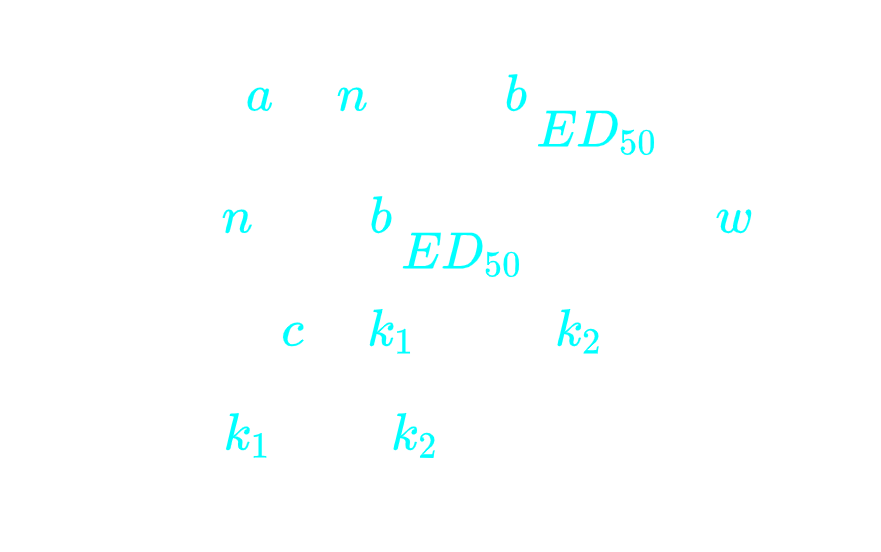 a n b ED₅₀
n b ED₅₀ w
c k₁ k₂
k₁ k₂